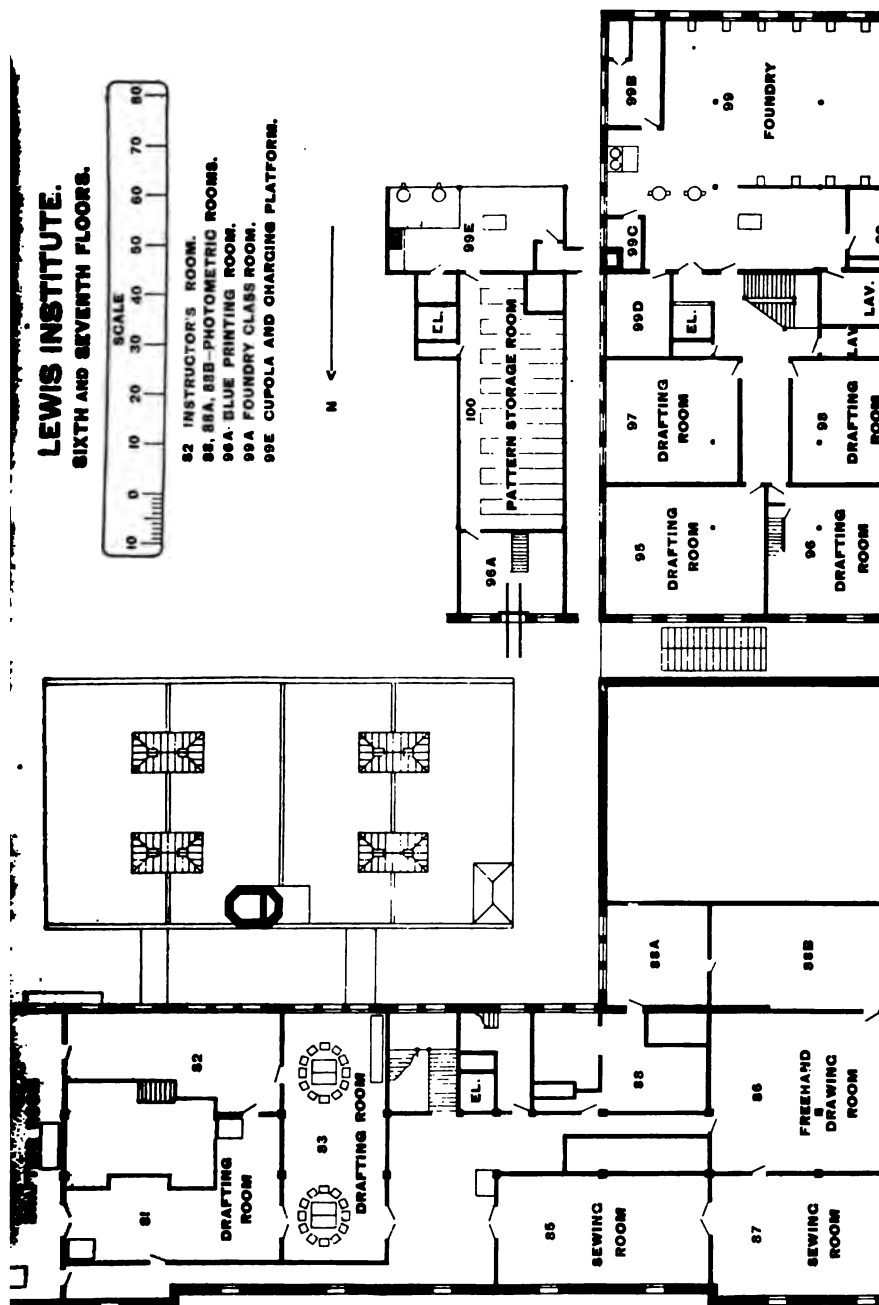 LEWIS INSTITUTE.
SIXTH AND SEVENTH FLOORS.
SCALE
10 0 10 20 30 40 50 60 70 80
82 INSTRUCTOR'S ROOM.
88, 88A, 88B–PHOTOMETRIC ROOMS.
96A· BLUE PRINTING ROOM.
99A FOUNDRY CLASS ROOM.
99E CUPOLA AND CHARGING PLATFORM.
N
DRAFTING ROOM
82
81
DRAFTING
ROOM
83
DRAFTING ROOM
EL.
88
85
SEWING
ROOM
87
SEWING
ROOM
86
FREEHAND
DRAWING
ROOM
88A
88B
96A
100
PATTERN STORAGE ROOM
EL.
99E
95
DRAFTING
ROOM
96
DRAFTING
ROOM
97
DRAFTING
ROOM
98
DRAFTING
ROOM
99D
EL.
LAV.
LAV.
99C
99B
99
FOUNDRY